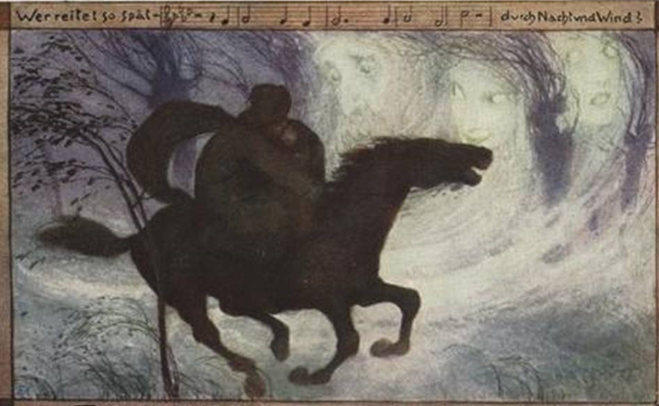 Wer reitet so spät
durch Nacht und Wind?